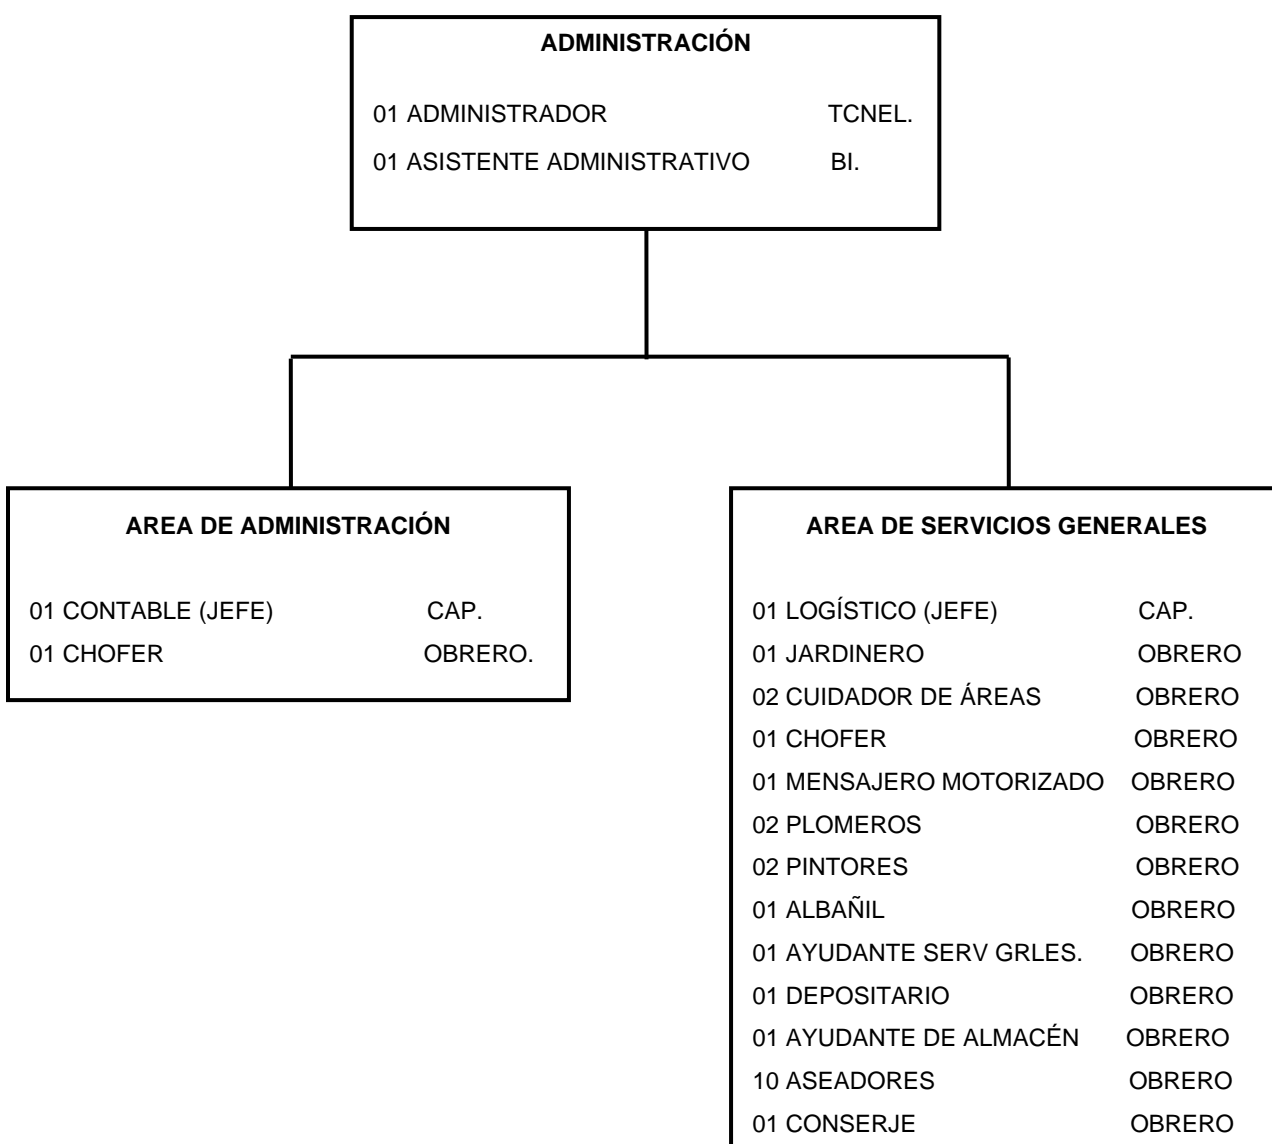 ADMINISTRACIÓN
01 ADMINISTRADOR TCNEL.
01 ASISTENTE ADMINISTRATIVO BI.
AREA DE ADMINISTRACIÓN
01 CONTABLE (JEFE) CAP.
01 CHOFER OBRERO.
AREA DE SERVICIOS GENERALES
01 LOGÍSTICO (JEFE) CAP.
01 JARDINERO OBRERO
02 CUIDADOR DE ÁREAS OBRERO
01 CHOFER OBRERO
01 MENSAJERO MOTORIZADO OBRERO
02 PLOMEROS OBRERO
02 PINTORES OBRERO
01 ALBAÑIL OBRERO
01 AYUDANTE SERV GRLES. OBRERO
01 DEPOSITARIO OBRERO
01 AYUDANTE DE ALMACÉN OBRERO
10 ASEADORES OBRERO
01 CONSERJE OBRERO